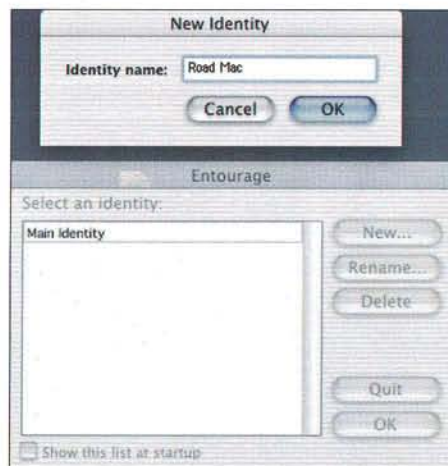 New Identity
Identity name: Road Mac
Cancel OK
Entourage
Select an identity:
Main Identity
New...
Rename...
Delete
Quit
OK
Show this list at startup